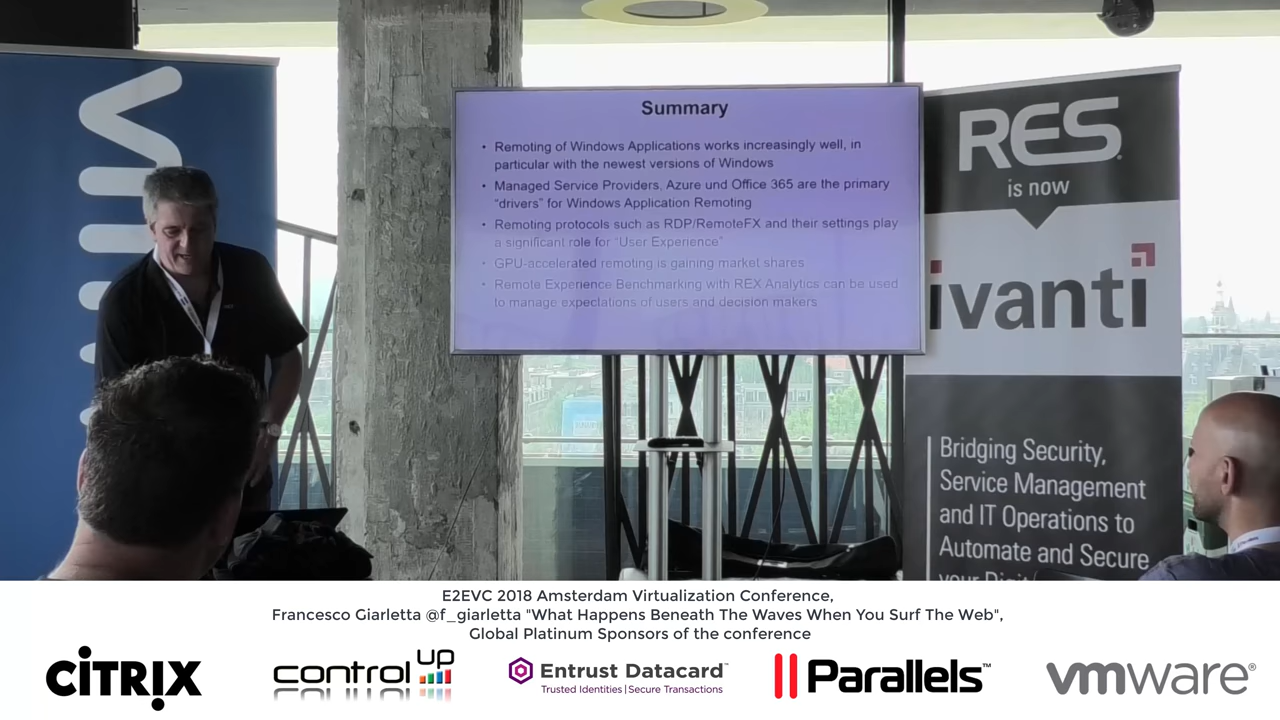 Summary
• Remoting of Windows Applications works increasingly well, in
particular with the newest versions of Windows
• Managed Service Providers, Azure und Office 365 are the primary
"drivers" for Windows Application Remoting
• Remoting protocols such as RDP/RemoteFX and their settings play
a significant role for "User Experience"
• GPU-accelerated remoting is gaining market shares
• Remote Experience Benchmarking with REX Analytics can be used
to manage expectations of users and decision makers
RES
is now
ivanti
Bridging Security,
Service Management
and IT Operations to
Automate and Secure
E2EVC 2018 Amsterdam Virtualization Conference,
Francesco Giarletta @f_giarletta "What Happens Beneath The Waves When You Surf The Web",
Global Platinum Sponsors of the conference
CITRIX
control UP
Entrust Datacard™
Trusted Identities | Secure Transactions
Parallels™
vmware®